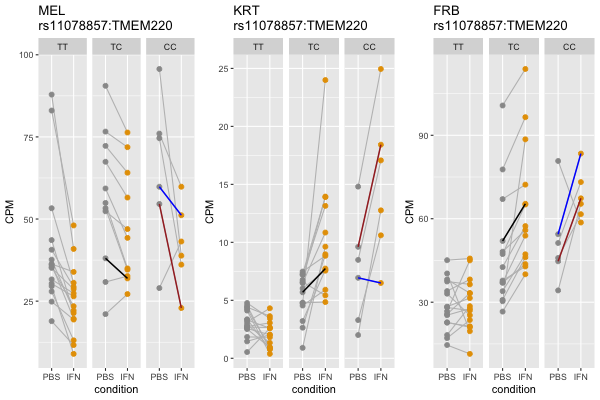 MEL
rs11078857:TMEM220
TT TC CC
100
75
50
25
CPM
PBS IFN PBS IFN PBS IFN
condition
KRT
rs11078857:TMEM220
TT TC CC
25
20
15
10
5
0
CPM
PBS IFN PBS IFN PBS IFN
condition
FRB
rs11078857:TMEM220
TT TC CC
90
60
30
CPM
PBS IFN PBS IFN PBS IFN
condition